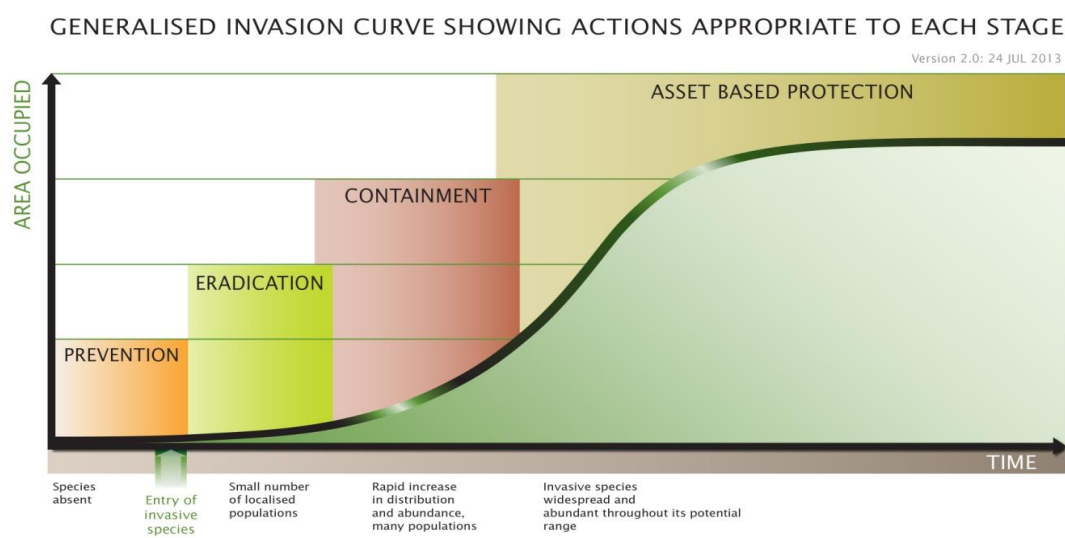 GENERALISED INVASION CURVE SHOWING ACTIONS APPROPRIATE TO EACH STAGE
Version 2.0: 24 JUL 2013
AREA OCCUPIED
ASSET BASED PROTECTION
CONTAINMENT
ERADICATION
PREVENTION
TIME
Species
absent
Entry of
invasive
species
Small number
of localised
populations
Rapid increase
in distribution
and abundance,
many populations
Invasive species
widespread and
abundant throughout its potential
range